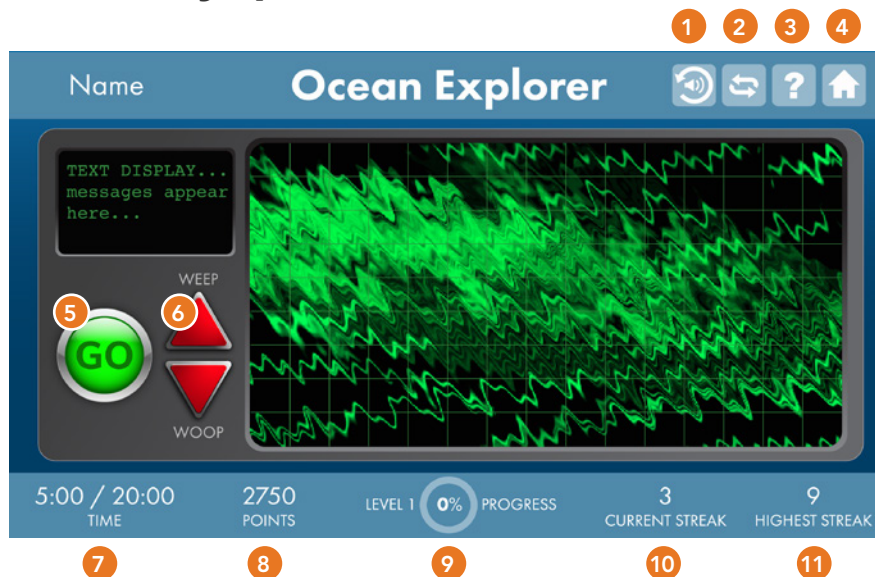 1 2 3 4
Name Ocean Explorer ?
TEXT DISPLAY...
messages appear
here...
WEEP
5 6
GO
WOOP
5:00 / 20:00 2750 LEVEL 1 0% PROGRESS 3 9
TIME POINTS CURRENT STREAK HIGHEST STREAK
7 8 9 10 11